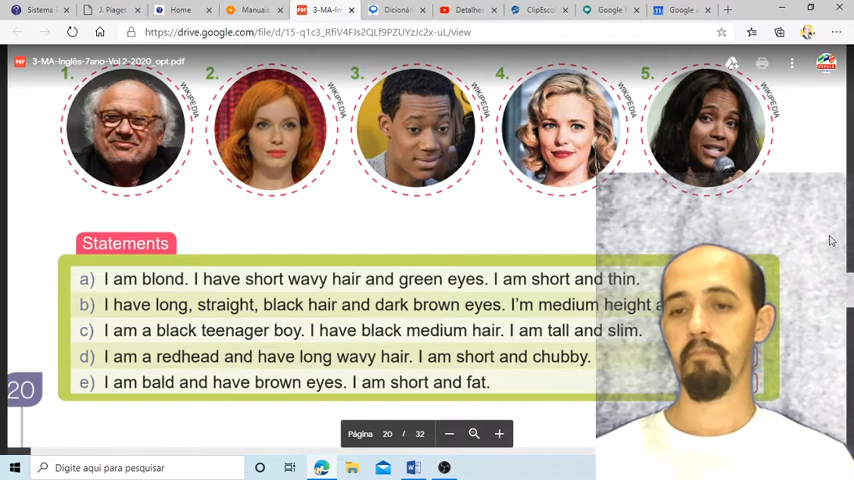 Sistema
J. Piaget
Home
Manuais
3-MA-In
Dicionár
Detalhes
ClipEsco
Google
Google
https://drive.google.com/file/d/15-q1c3_RfiV4FJs2QLf9PZUYzJc2x-uL/view
3-MA-Inglês-7ano-Vol 2-2020_opt.pdf
1. 2. 3. 4. 5.
WIKIPEDIA WIKIPEDIA WIKIPEDIA WIKIPEDIA WIKIPEDIA
Statements
a) I am blond. I have short wavy hair and green eyes. I am short and thin.
b) I have long, straight, black hair and dark brown eyes. I'm medium height
c) I am a black teenager boy. I have black medium hair. I am tall and slim.
d) I am a redhead and have long wavy hair. I am short and chubby.
e) I am bald and have brown eyes. I am short and fat.
20
Página 20 / 32
Digite aqui para pesquisar